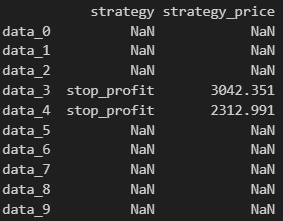 strategy strategy_price
data_0 NaN NaN
data_1 NaN NaN
data_2 NaN NaN
data_3 stop_profit 3042.351
data_4 stop_profit 2312.991
data_5 NaN NaN
data_6 NaN NaN
data_7 NaN NaN
data_8 NaN NaN
data_9 NaN NaN